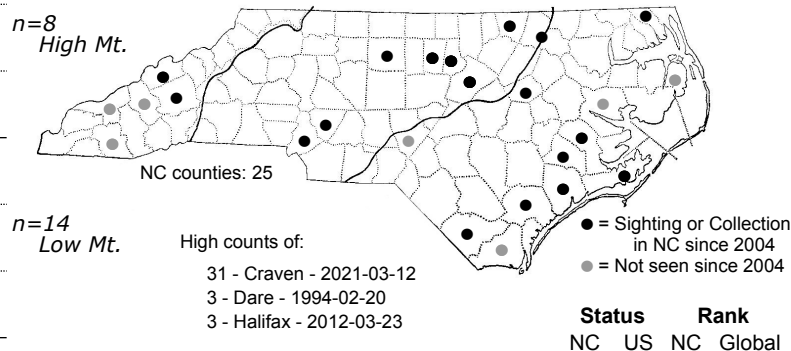 n=8
High Mt.
NC counties: 25
n=14
Low Mt.
High counts of:
31 - Craven - 2021-03-12
3 - Dare - 1994-02-20
3 - Halifax - 2012-03-23
= Sighting or Collection
in NC since 2004
= Not seen since 2004
Status Rank
NC US NC Global